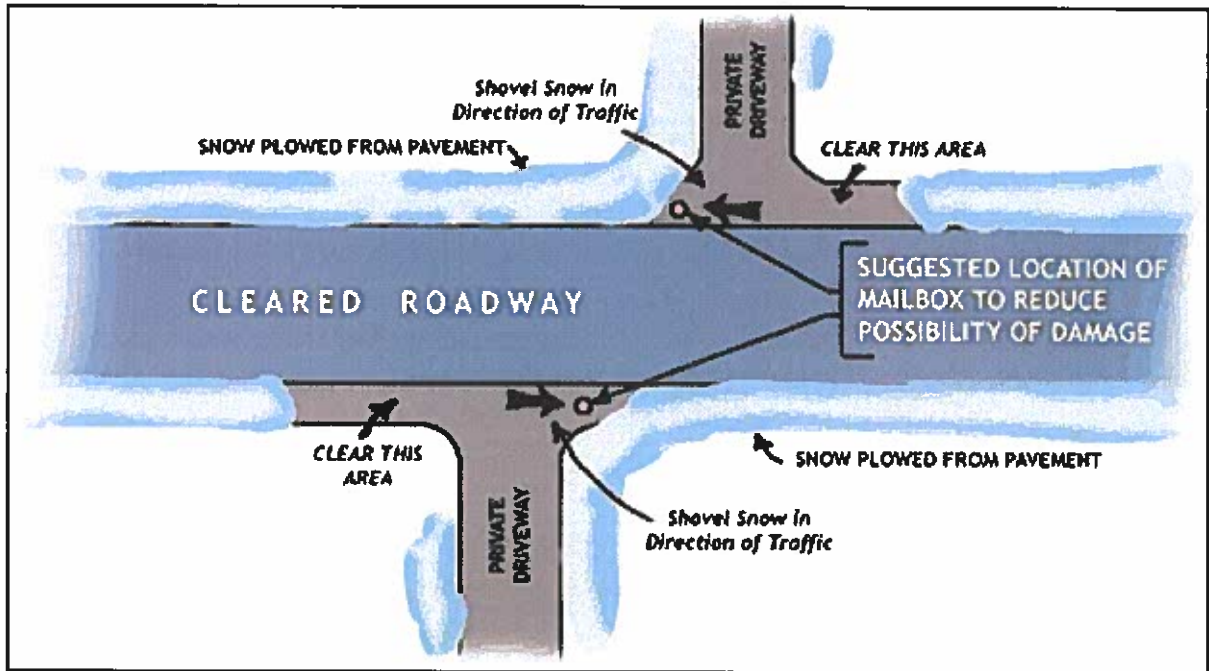 PRIVATE
DRIVEWAY
Shovel Snow in
Direction of Traffic
SNOW PLOWED FROM PAVEMENT
CLEAR THIS AREA
CLEARED ROADWAY
SUGGESTED LOCATION OF
MAILBOX TO REDUCE
POSSIBILITY OF DAMAGE
CLEAR THIS
AREA
SNOW PLOWED FROM PAVEMENT
PRIVATE
DRIVEWAY
Shovel Snow in
Direction of Traffic